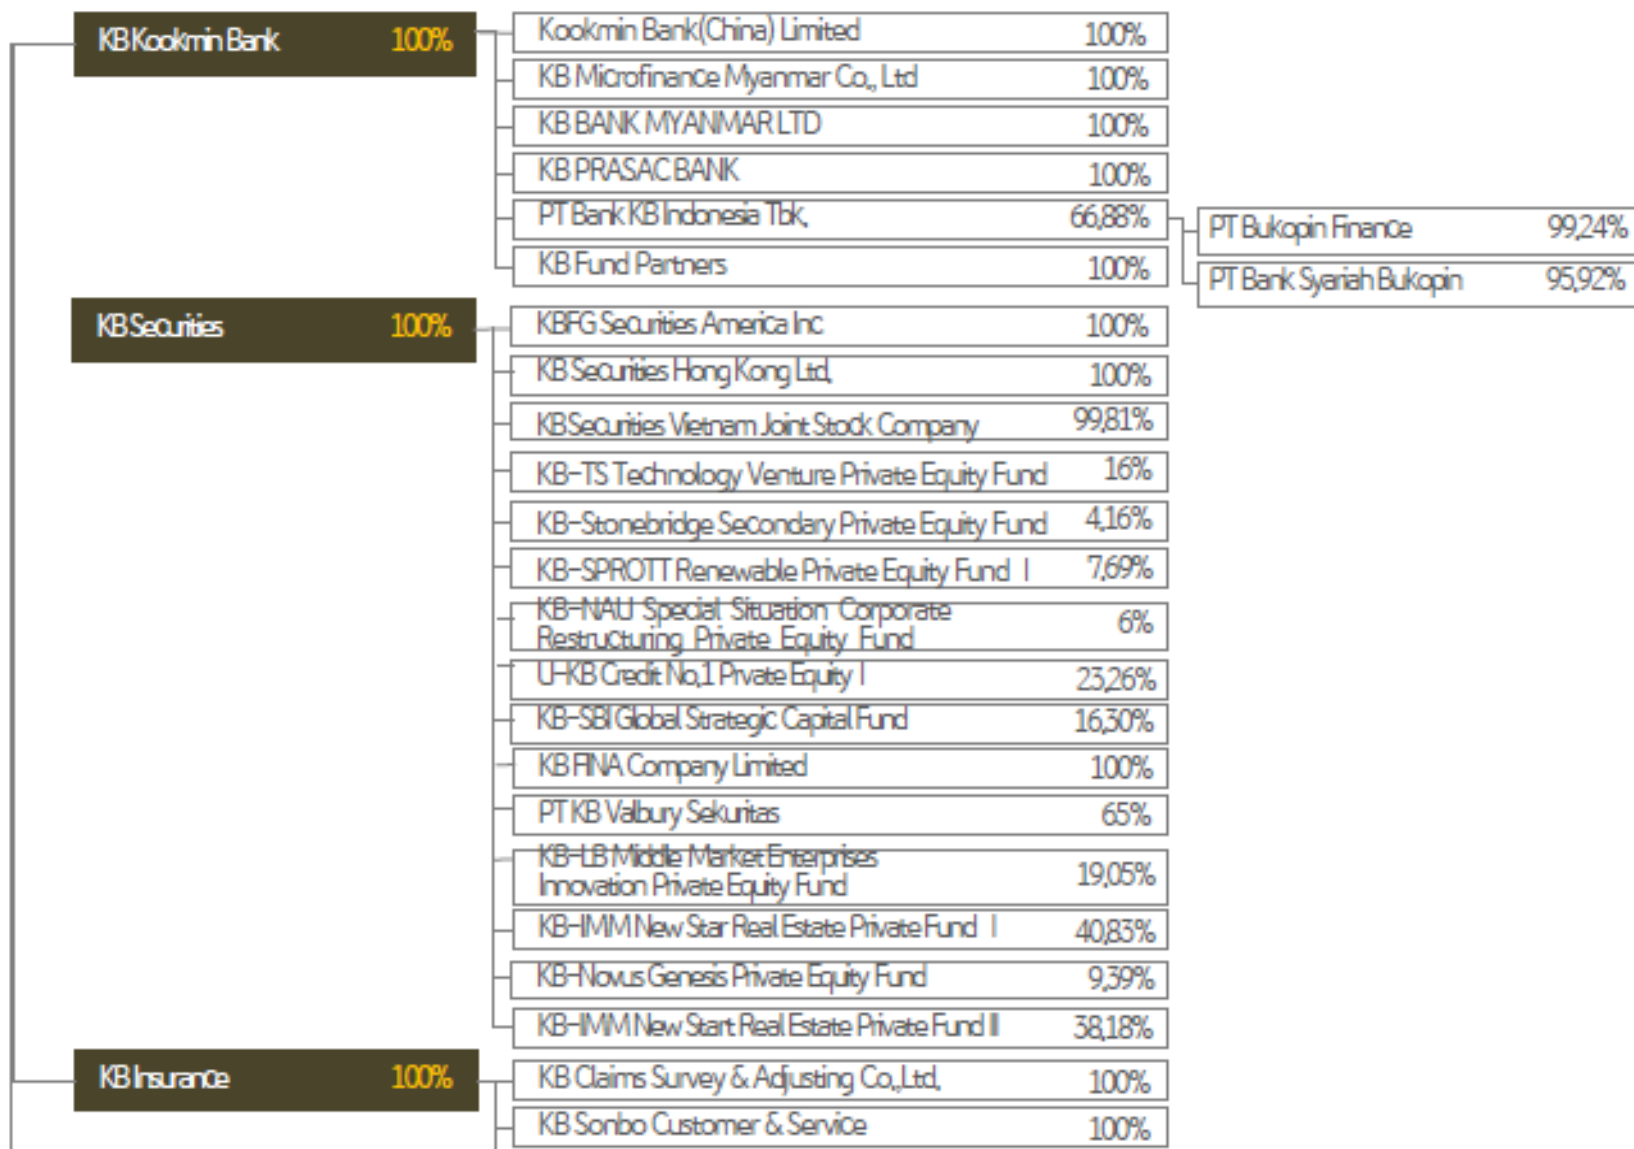 KB Kookmin Bank 100%
Kookmin Bank(China) Limited 100%
KB Microfinance Myanmar Co., Ltd 100%
KB BANK MYANMAR LTD 100%
KB PRASAC BANK 100%
PT Bank KB Indonesia Tbk. 66.88%
PT Bukopin Finance 99.24%
PT Bank Syariah Bukopin 95.92%
KB Fund Partners 100%
KB Securities 100%
KBFG Securities America Inc 100%
KB Securities Hong Kong Ltd. 100%
KB Securities Vietnam Joint Stock Company 99.81%
KB-TS Technology Venture Private Equity Fund 16%
KB-Stonebridge Secondary Private Equity Fund 4.16%
KB-SPROTT Renewable Private Equity Fund I 7.69%
KB-NAU Special Situation Corporate
Restructuring Private Equity Fund 6%
U-KB Credit No.1 Prvate Equity I 23.26%
KB-SBI Global Strategic Capital Fund 16.30%
KB FINA Company Limited 100%
PT KB Valbury Sekuritas 65%
KB-LB Middle Market Enterprises
Innovation Private Equity Fund 19.05%
KB-IMM New Star Real Estate Private Fund I 40.83%
KB-Novus Genesis Private Equity Fund 9.39%
KB-IMM New Start Real Estate Private Fund II 38.18%
KB Insurance 100%
KB Claims Survey & Adjusting Co.,Ltd. 100%
KB Sonbo Customer & Service 100%